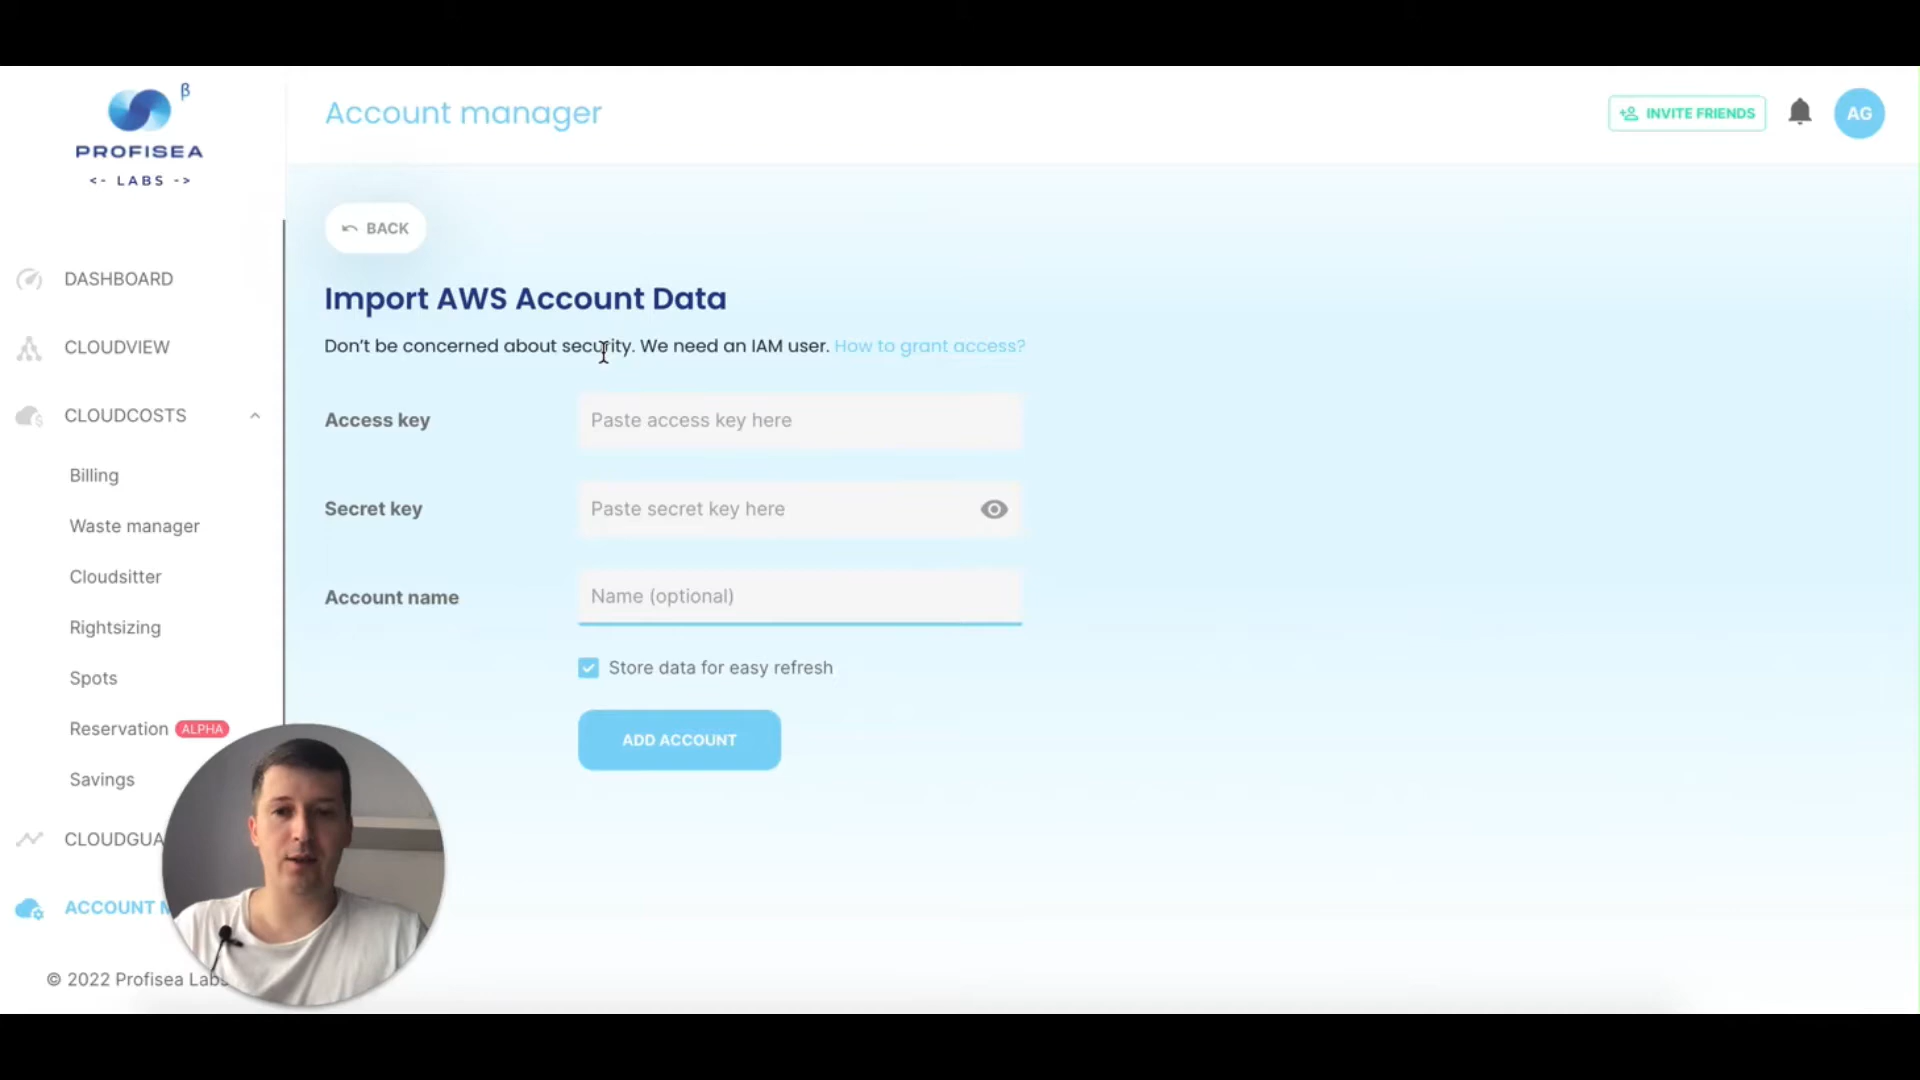 β
PROFISEA
<- LABS ->
DASHBOARD
CLOUDVIEW
CLOUDCOSTS
Billing
Waste manager
Cloudsitter
Rightsizing
Spots
Reservation ALPHA
Savings
CLOUDGUA
ACCOUNT M
© 2022 Profisea Labs
Account manager
INVITE FRIENDS
AG
BACK
Import AWS Account Data
Don't be concerned about security. We need an IAM user. How to grant access?
Access key
Paste access key here
Secret key
Paste secret key here
Account name
Name (optional)
Store data for easy refresh
ADD ACCOUNT